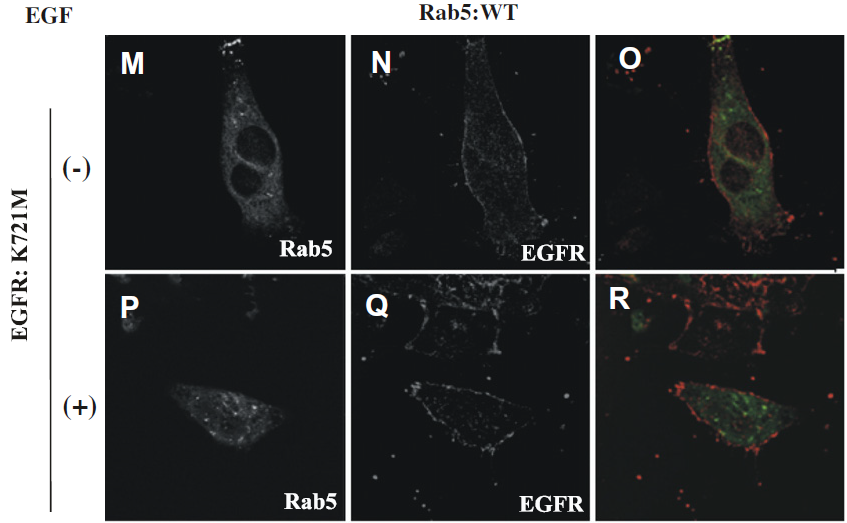 EGF
Rab5:WT
EGFR: K721M
(-)
M
Rab5
N
EGFR
O
(+)
P
Rab5
Q
EGFR
R